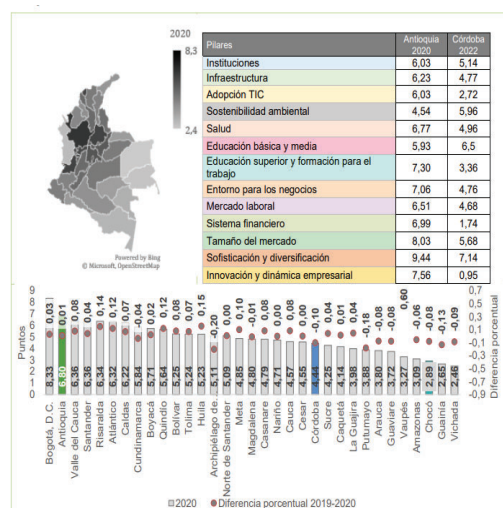 2020
8,3
2,4
Powered by Bing
© Microsoft, OpenStreetMap
Pilares Antioquia 2020 Córdoba 2022
Instituciones 6,03 5,14
Infraestructura 6,23 4,77
Adopción TIC 6,03 2,72
Sostenibilidad ambiental 4,54 5,96
Salud 6,77 4,96
Educación básica y media 5,93 6,5
Educación superior y formación para el trabajo 7,30 3,36
Entorno para los negocios 7,06 4,76
Mercado laboral 6,51 4,68
Sistema financiero 6,99 1,74
Tamaño del mercado 8,03 5,68
Sofisticación y diversificación 9,44 7,14
Innovación y dinámica empresarial 7,56 0,95
Puntos
9
8
7
6
5
4
3
2
1
0
0,03 0,01 0,08 0,04 0,14 0,12 0,07 -0,04 0,02 0,12 0,08 0,07 0,15 -0,20 0,00 0,10 0,01 0,08 0,00 0,08 0,00 -0,10 0,04 0,01 0,04 -0,18 -0,08 -0,08 0,60 -0,06 -0,08 -0,13 -0,09
8,33 6,80 6,36 6,36 6,34 6,32 6,22 5,84 5,71 5,64 5,25 5,24 5,23 5,11 5,09 4,85 4,80 4,79 4,71 4,57 4,55 4,44 4,25 4,14 3,98 3,88 3,80 3,72 3,27 3,09 2,89 2,65 2,46
0,7
0,5
0,3
0,1
-0,1
-0,3
-0,5
-0,7
-0,9
Diferencia porcentual
Bogotá, D.C.
Antioquia
Valle del Cauca
Santander
Risaralda
Atlántico
Caldas
Cundinamarca
Boyacá
Quindío
Bolívar
Tolima
Huila
Archipiélago de...
Norte de Santander
Meta
Magdalena
Casanare
Nariño
Cauca
Cesar
Córdoba
Sucre
Caquetá
La Guajira
Putumayo
Arauca
Guaviare
Vaupés
Amazonas
Chocó
Guainía
Vichada
2020
Diferencia porcentual 2019-2020